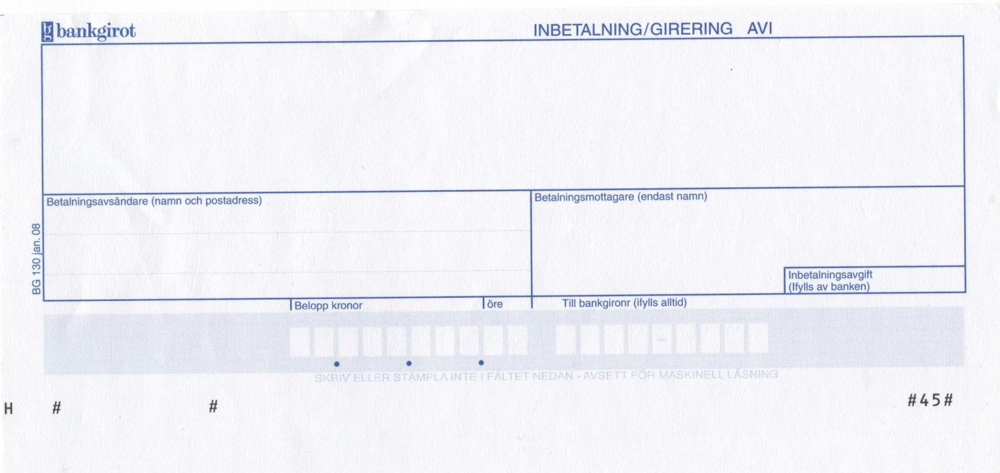 bankgirot
INBETALNING/GIRERING AVI
Betalningsavsändare (namn och postadress)
Betalningsmottagare (endast namn)
BG 130 jan. 08
Inbetalningsavgift
(Ifylls av banken)
Belopp kronor
öre
Till bankgironr (ifylls alltid)
SKRIV ELLER STÄMPLA INTE I FÄLTET NEDAN - AVSETT FÖR MASKINELL LÄSNING
H # # #45#